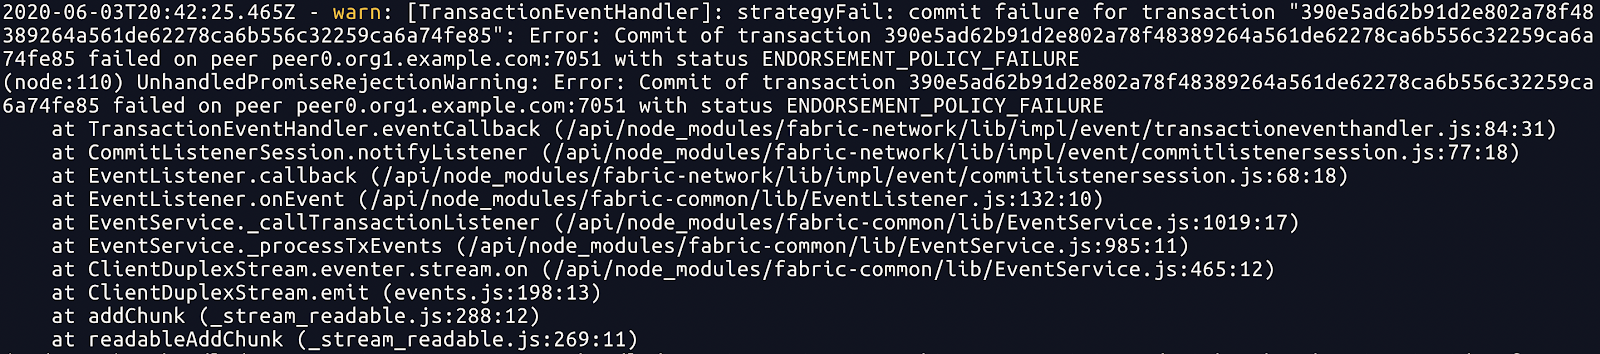 2020-06-03T20:42:25.465Z - warn: [TransactionEventHandler]: strategyFail: commit failure for transaction "390e5ad62b91d2e802a78f48
389264a561de62278ca6b556c32259ca6a74fe85": Error: Commit of transaction 390e5ad62b91d2e802a78f48389264a561de62278ca6b556c32259ca6a
74fe85 failed on peer peer0.org1.example.com:7051 with status ENDORSEMENT_POLICY_FAILURE
(node:110) UnhandledPromiseRejectionWarning: Error: Commit of transaction 390e5ad62b91d2e802a78f48389264a561de62278ca6b556c32259ca
6a74fe85 failed on peer peer0.org1.example.com:7051 with status ENDORSEMENT_POLICY_FAILURE
    at TransactionEventHandler.eventCallback (/api/node_modules/fabric-network/lib/impl/event/transactioneventhandler.js:84:31)
    at CommitListenerSession.notifyListener (/api/node_modules/fabric-network/lib/impl/event/commitlistenersession.js:77:18)
    at EventListener.callback (/api/node_modules/fabric-network/lib/impl/event/commitlistenersession.js:68:18)
    at EventListener.onEvent (/api/node_modules/fabric-common/lib/EventListener.js:132:10)
    at EventService._callTransactionListener (/api/node_modules/fabric-common/lib/EventService.js:1019:17)
    at EventService._processTxEvents (/api/node_modules/fabric-common/lib/EventService.js:985:11)
    at ClientDuplexStream.eventer.stream.on (/api/node_modules/fabric-common/lib/EventService.js:465:12)
    at ClientDuplexStream.emit (events.js:198:13)
    at addChunk (_stream_readable.js:288:12)
    at readableAddChunk (_stream_readable.js:269:11)